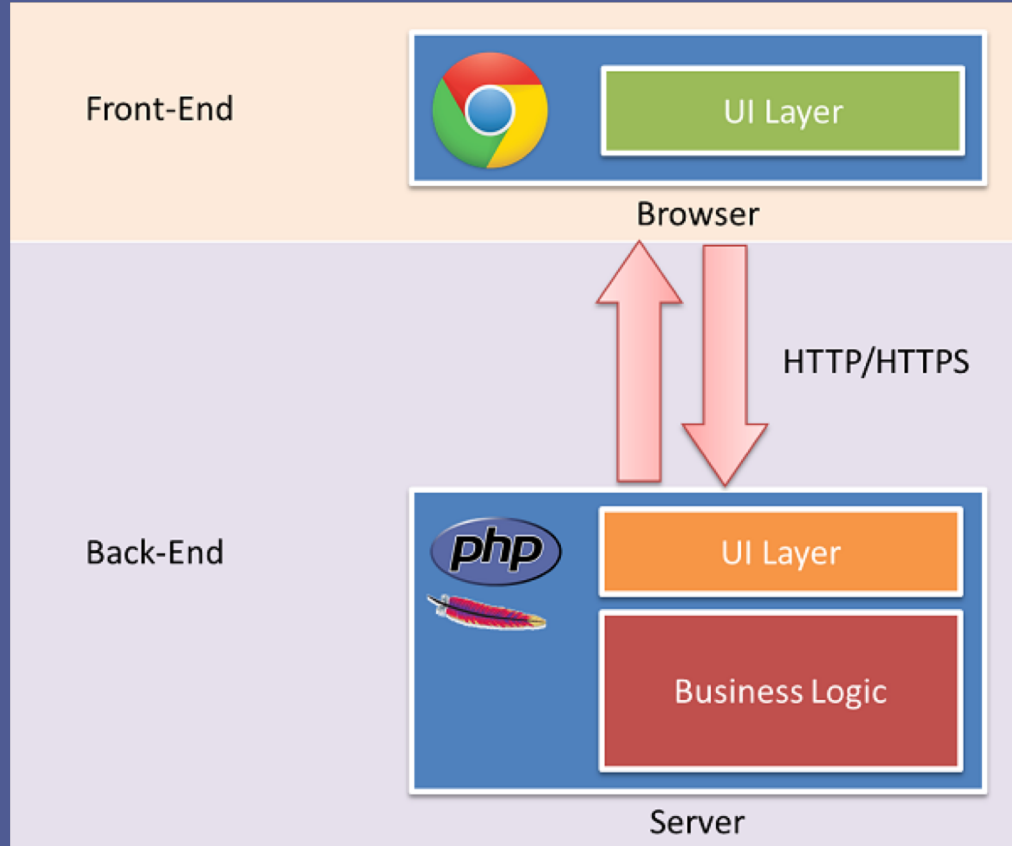 Front-End
UI Layer
Browser
HTTP/HTTPS
Back-End
php
UI Layer
Business Logic
Server